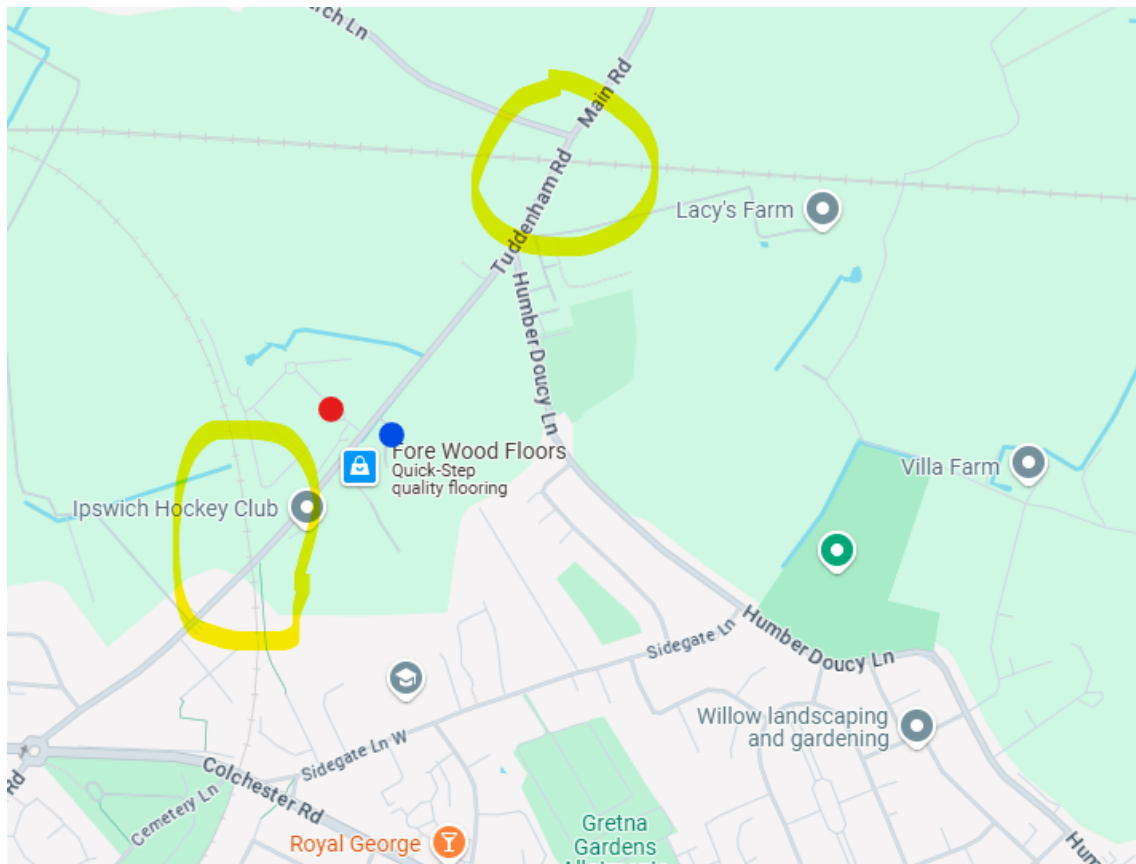 rch Ln
Main Rd
Tuddenham Rd
Lacy's Farm
Humber Doucy Ln
Fore Wood Floors
Quick-Step
quality flooring
Villa Farm
Ipswich Hockey Club
Sidegate Ln
Humber Doucy Ln
Willow landscaping
and gardening
Sidegate Ln W
Colchester Rd
Rd
Cemetery Ln
Royal George
Gretna
Gardens
Hum